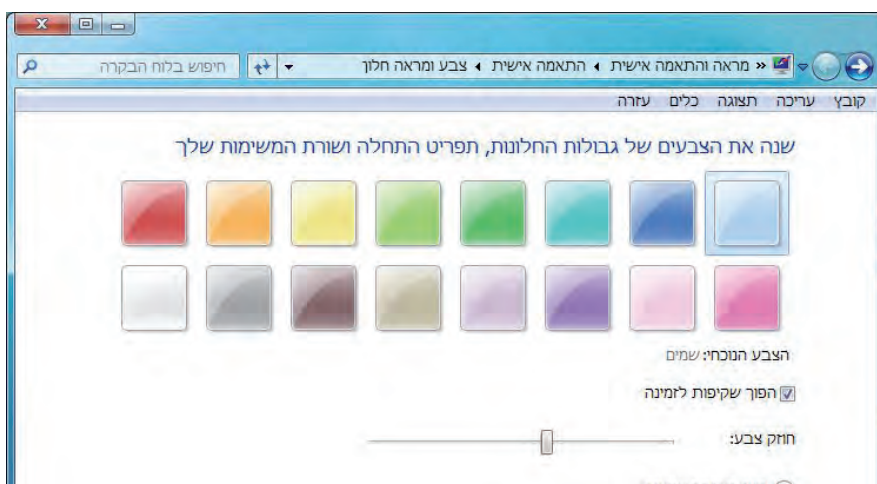 « מראה והתאמה אישית ◂ התאמה אישית ◂ צבע ומראה חלון
חיפוש בלוח הבקרה
קובץ עריכה תצוגה כלים עזרה
שנה את הצבעים של גבולות החלונות, תפריט התחלה ושורת המשימות שלך
הצבע הנוכחי: שמים
הפוך שקיפות לזמינה
חוזק צבע: